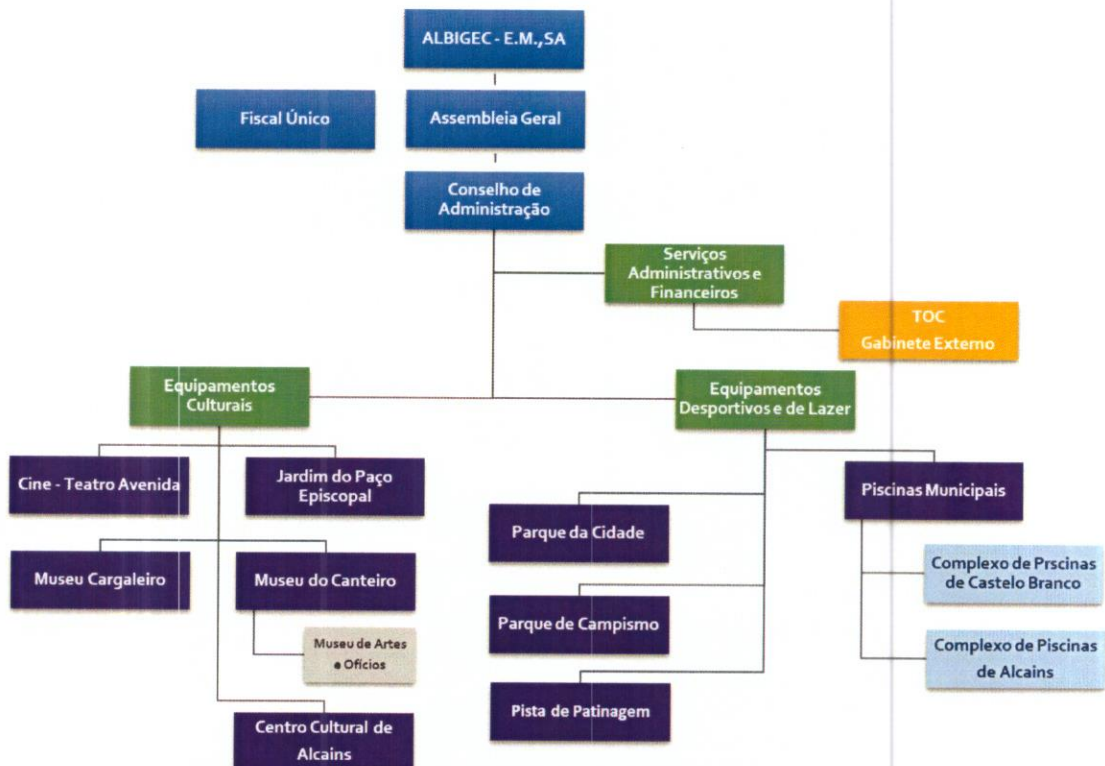 ALBIGEC - E.M.,SA
Fiscal Único
Assembleia Geral
Conselho de
Administração
Serviços
Administrativos e
Financeiros
TOC
Gabinete Externo
Equipamentos
Culturais
Equipamentos
Desportivos e de Lazer
Cine - Teatro Avenida
Jardim do Paço
Episcopal
Piscinas Municipais
Parque da Cidade
Museu Cargaleiro
Museu do Canteiro
Complexo de Prscinas
de Castelo Branco
Parque de Campismo
Museu de Artes
e Ofícios
Complexo de Piscinas
de Alcains
Pista de Patinagem
Centro Cultural de
Alcains